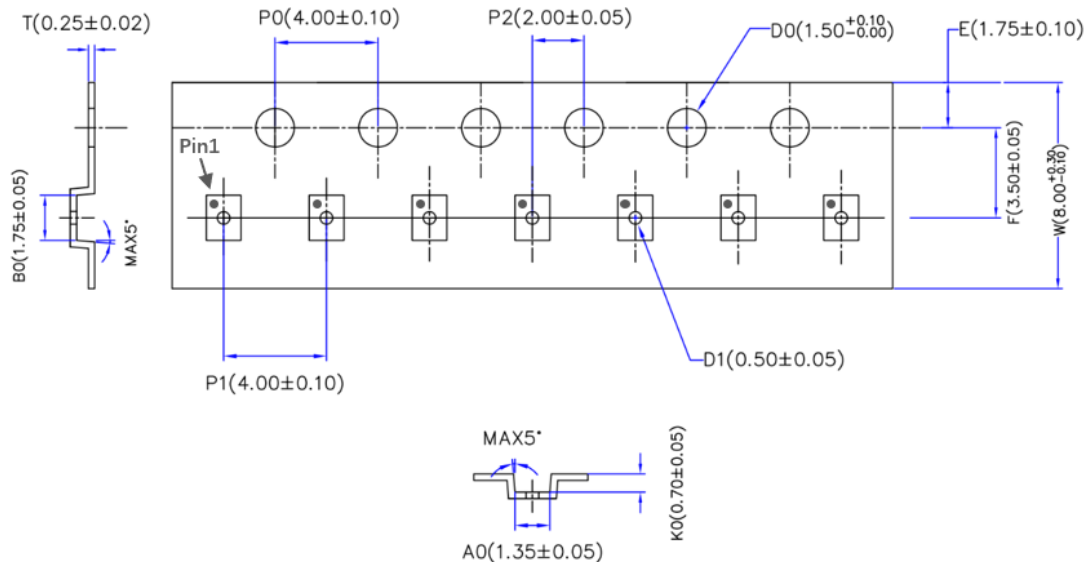 T(0.25±0.02)
P0(4.00±0.10)
P2(2.00±0.05)
D0(1.50+0.10-0.00)
E(1.75±0.10)
Pin1
B0(1.75±0.05)
MAX5°
F(3.50±0.05)
W(8.00+0.30-0.10)
P1(4.00±0.10)
D1(0.50±0.05)
MAX5°
K0(0.70±0.05)
A0(1.35±0.05)